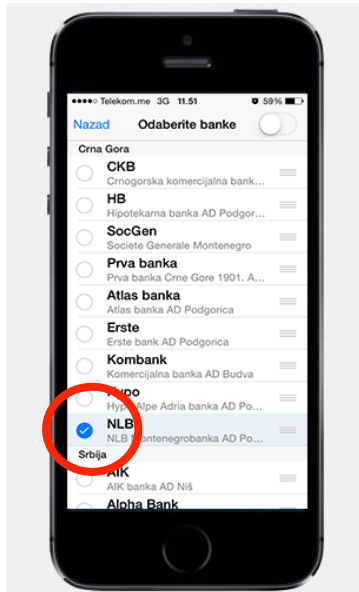 Telekom.me 3G 11.51 59%
Nazad Odaberite banke
Crna Gora
CKB
Crnogorska komercijalna bank...
HB
Hipotekarna banka AD Podgor...
SocGen
Societe Generale Montenegro
Prva banka
Prva banka Crne Gore 1901. A...
Atlas banka
Atlas banka AD Podgorica
Erste
Erste bank AD Podgorica
Kombank
Komercijalna banka AD Budva
Hypo
Hypo Alpe Adria banka AD Po...
NLB
NLB Montenegrobanka AD Po...
Srbija
AIK
AIK banka AD Niš
Alpha Bank